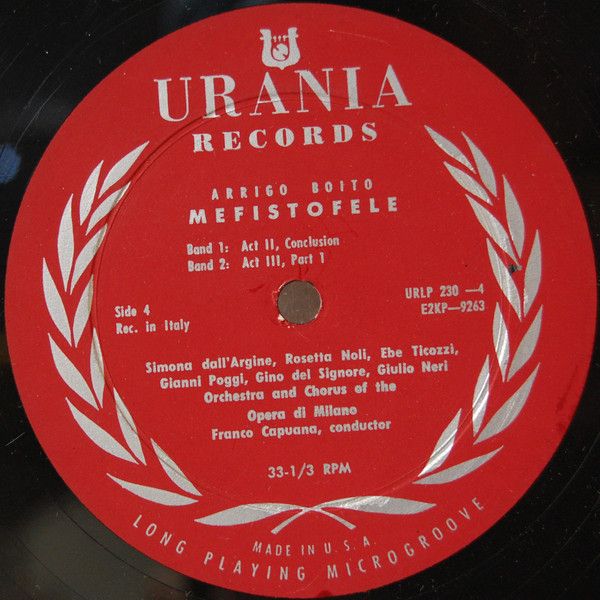 URANIA
RECORDS
ARRIGO BOITO
MEFISTOFELE
Band 1: Act II, Conclusion
Band 2: Act III, Part 1
Side 4
Rec. in Italy
URLP 230 —4
E2KP—9263
Simona dall'Argine, Rosetta Noli, Ebe Ticozzi,
Gianni Poggi, Gino del Signore, Giulio Neri
Orchestra and Chorus of the
Opera di Milano
Franco Capuana, conductor
33-1/3 RPM
MADE IN U. S. A.
LONG PLAYING MICROGROOVE